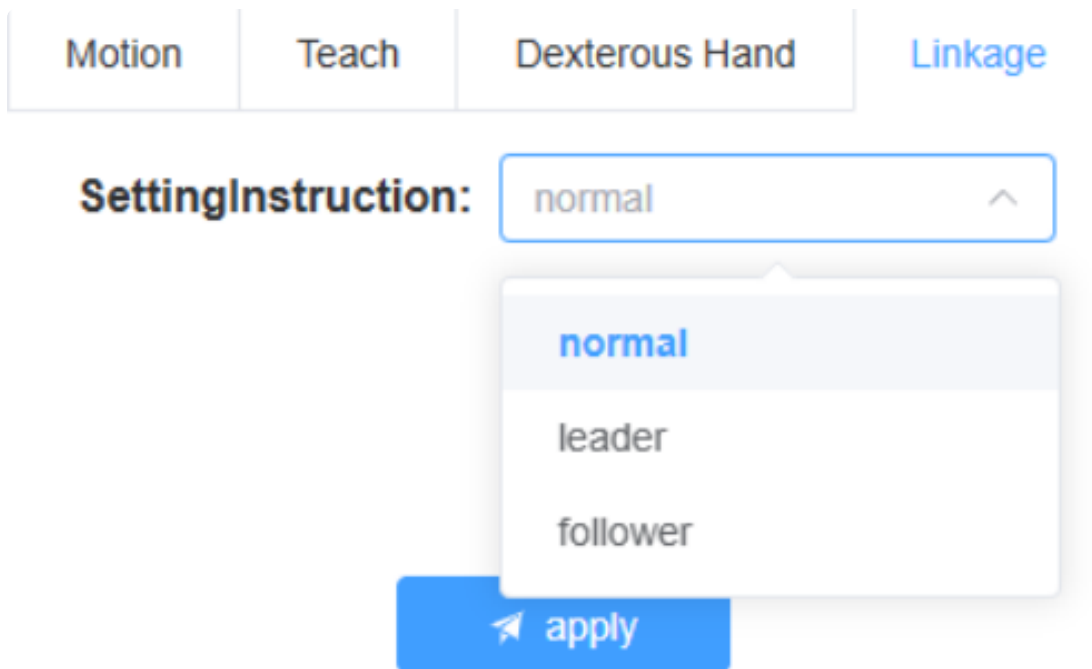 Motion Teach Dexterous Hand Linkage
SettingInstruction: normal
normal
leader
follower
apply